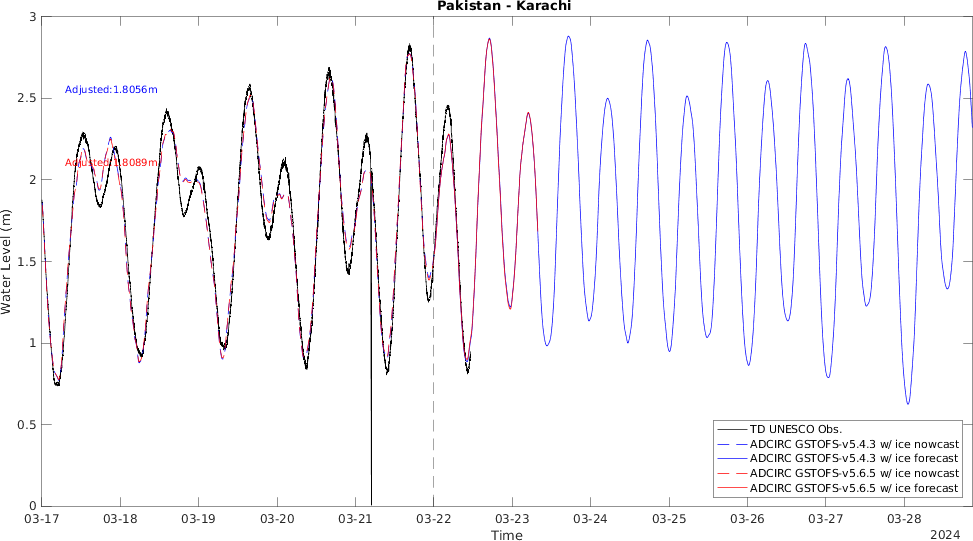 Pakistan - Karachi
3
2.5
2
1.5
1
0.5
0
Water Level (m)
Adjusted:1.8056m
Adjusted:1.8089m
TD UNESCO Obs.
ADCIRC GSTOFS-v5.4.3 w/ ice nowcast
ADCIRC GSTOFS-v5.4.3 w/ ice forecast
ADCIRC GSTOFS-v5.6.5 w/ ice nowcast
ADCIRC GSTOFS-v5.6.5 w/ ice forecast
03-17 03-18 03-19 03-20 03-21 03-22 03-23 03-24 03-25 03-26 03-27 03-28
Time
2024